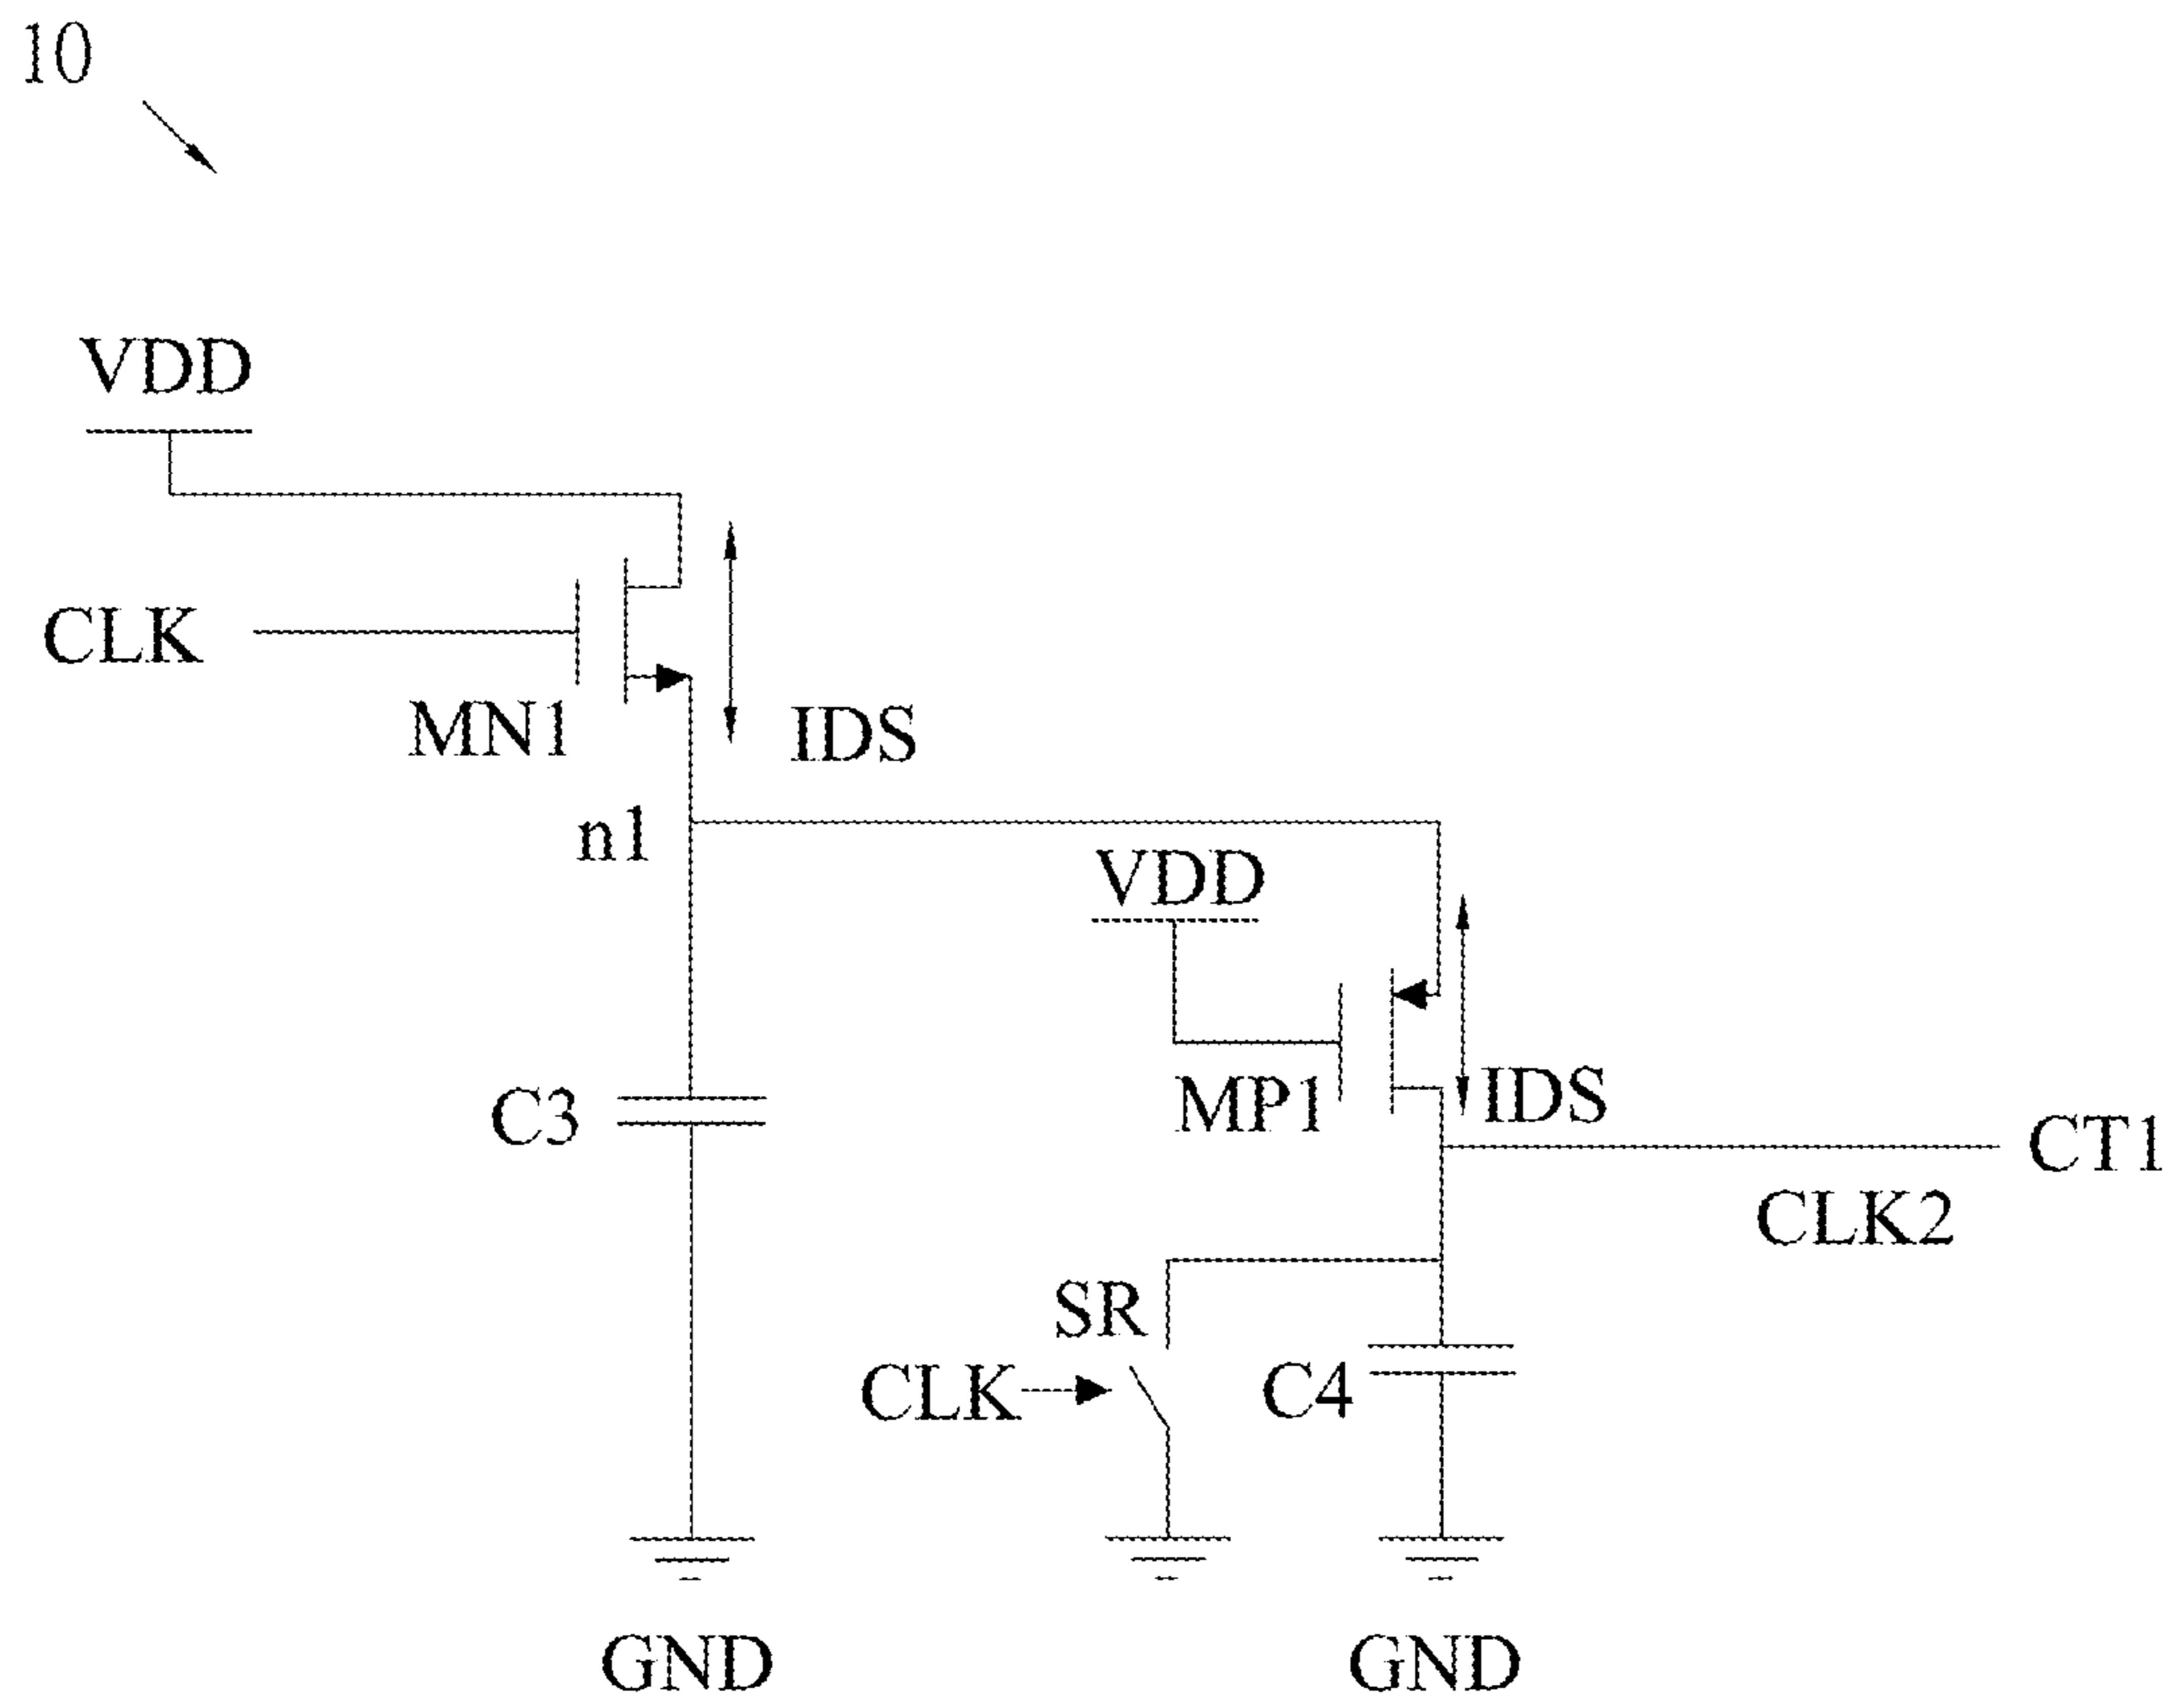 10
VDD
CLK
MN1
IDS
n1
VDD
C3
MP1
IDS
CT1
CLK2
SR
CLK
C4
GND
GND